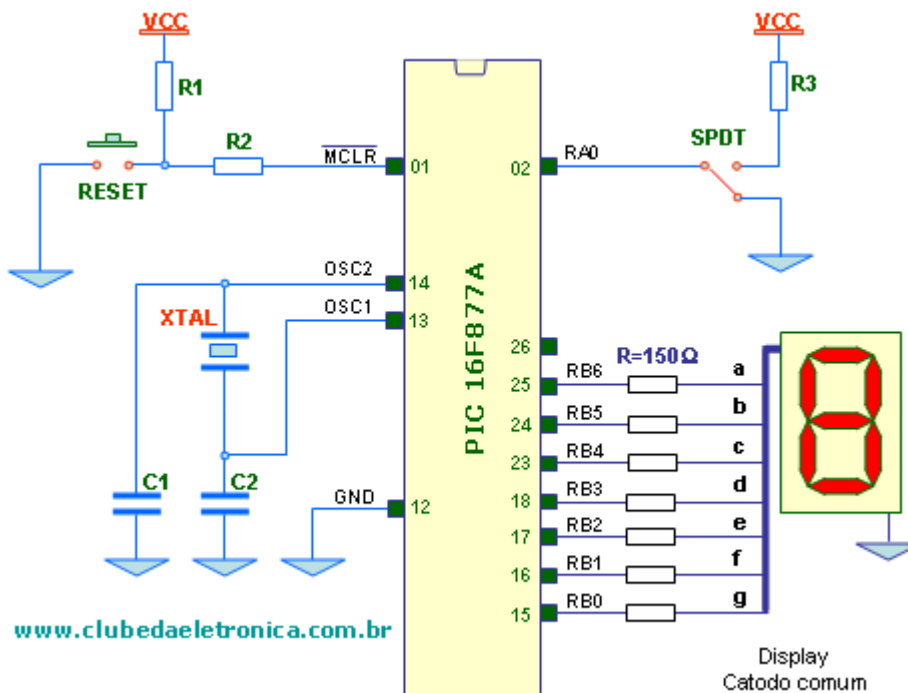 VCC
VCC
R1
R3
R2
MCLR
01
02
RA0
SPDT
RESET
OSC2
14
OSC1
13
XTAL
PIC 16F877A
26
R=150Ω
RB6
25
a
RB5
24
b
RB4
23
c
RB3
18
d
RB2
17
e
RB1
16
f
RB0
15
g
C1
C2
GND
12
www.clubedaeletronica.com.br
Display
Catodo comum